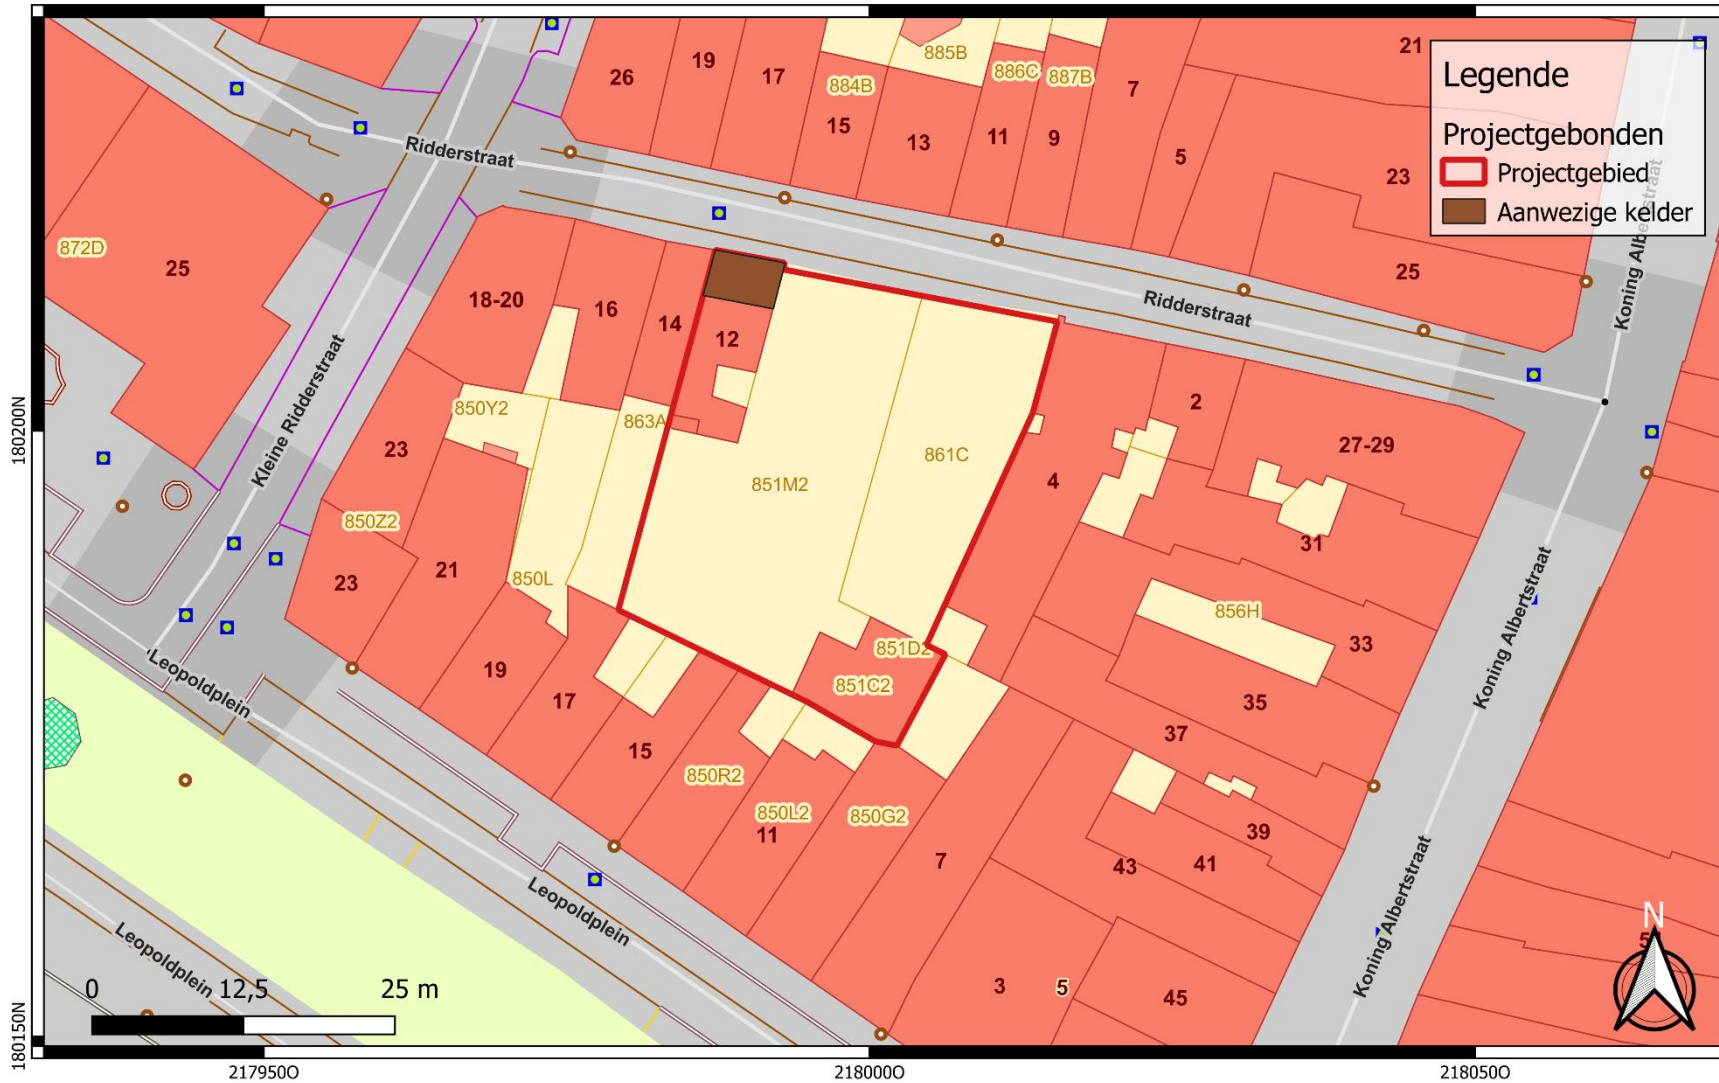 Legende
Projectgebonden
Projectgebied
Aanwezige kelder
21
885B
19
17
26
884B
886C
887B
7
15
13
11
9
5
23
Ridderstraat
Koning Albertstraat
872D
25
25
18-20
16
14
12
Ridderstraat
Kleine Ridderstraat
850Y2
863A
861C
2
27-29
23
851M2
4
850Z2
31
23
21
850L
856H
33
Koning Albertstraat
851D2
851C2
35
37
19
17
15
Leopoldplein
850R2
850L2
850G2
11
7
39
43
41
Koning Albertstraat
Leopoldplein
Leopoldplein
3
5
45
N
0
12,5
25 m
180200N
180150N
217950O
218000O
218050O